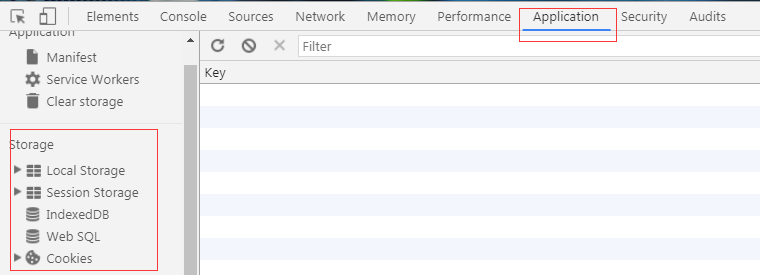 Elements Console Sources Network Memory Performance Application Security Audits
Application
Manifest
Service Workers
Clear storage
Storage
Local Storage
Session Storage
IndexedDB
Web SQL
Cookies
Filter
Key